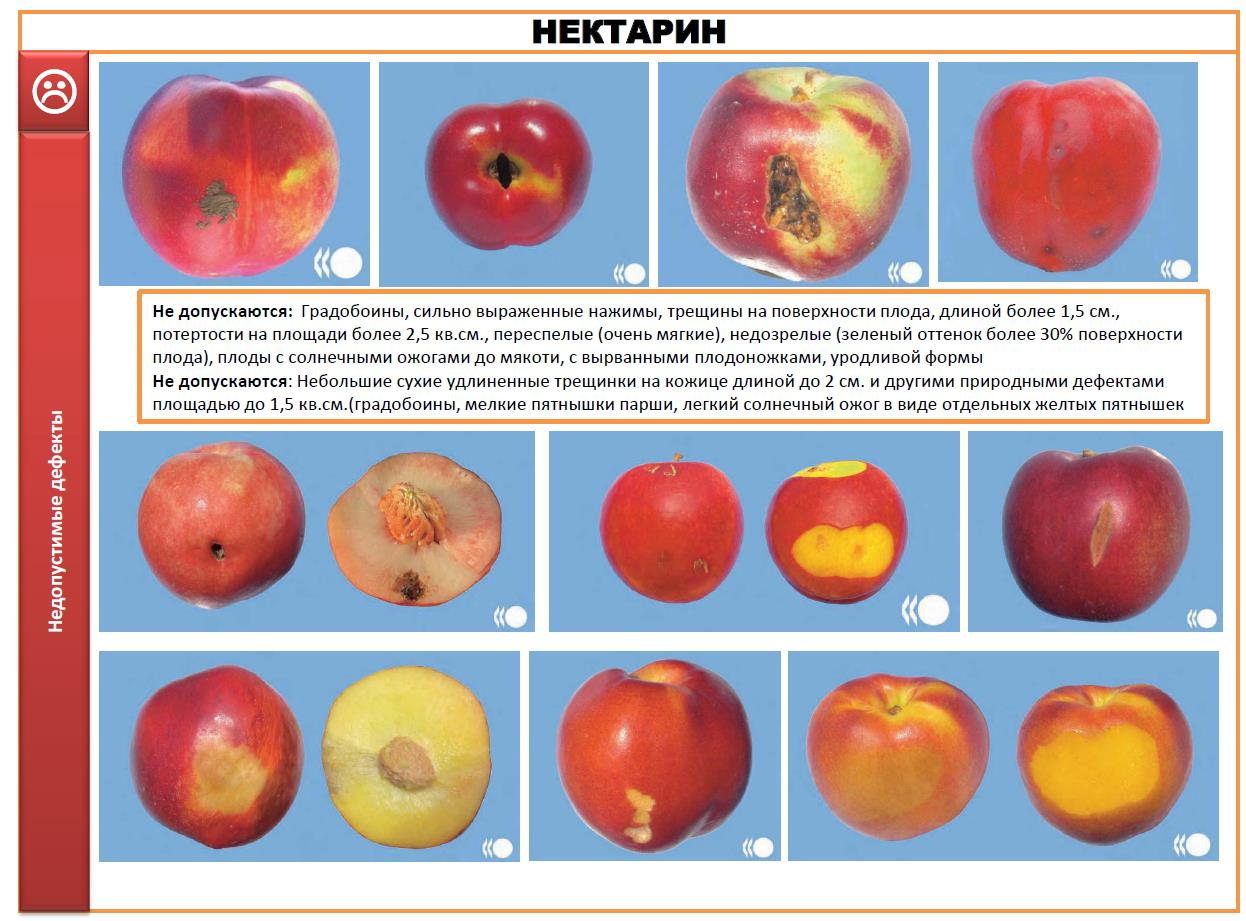 НЕКТАРИН
Не допускаются: Градобоины, сильно выраженные нажимы, трещины на поверхности плода, длиной более 1,5 см.,
потертости на площади более 2,5 кв.см., переспелые (очень мягкие), недозрелые (зеленый оттенок более 30% поверхности
плода), плоды с солнечными ожогами до мякоти, с вырванными плодоножками, уродливой формы
Не допускаются: Небольшие сухие удлиненные трещинки на кожице длиной до 2 см. и другими природными дефектами
площадью до 1,5 кв.см.(градобоины, мелкие пятнышки парши, легкий солнечный ожог в виде отдельных желтых пятнышек
Недопустимые дефекты